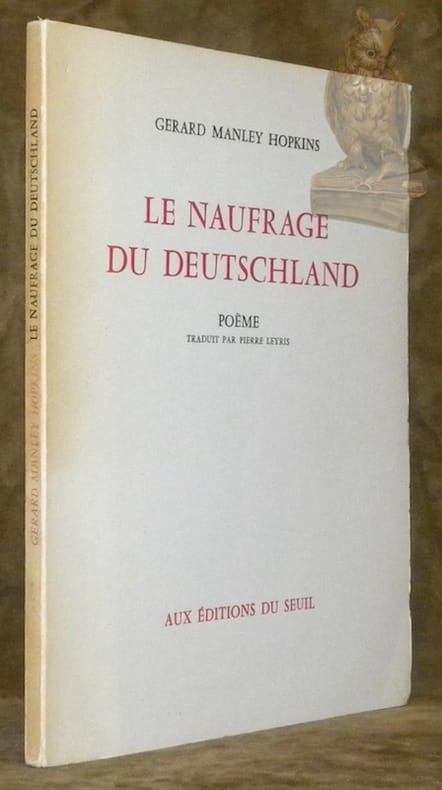 GERARD MANLEY HOPKINS
LE NAUFRAGE
DU DEUTSCHLAND
POÈME
TRADUIT PAR PIERRE LEYRIS
AUX ÉDITIONS DU SEUIL
GERARD MANLEY HOPKINS LE NAUFRAGE DU DEUTSCHLAND